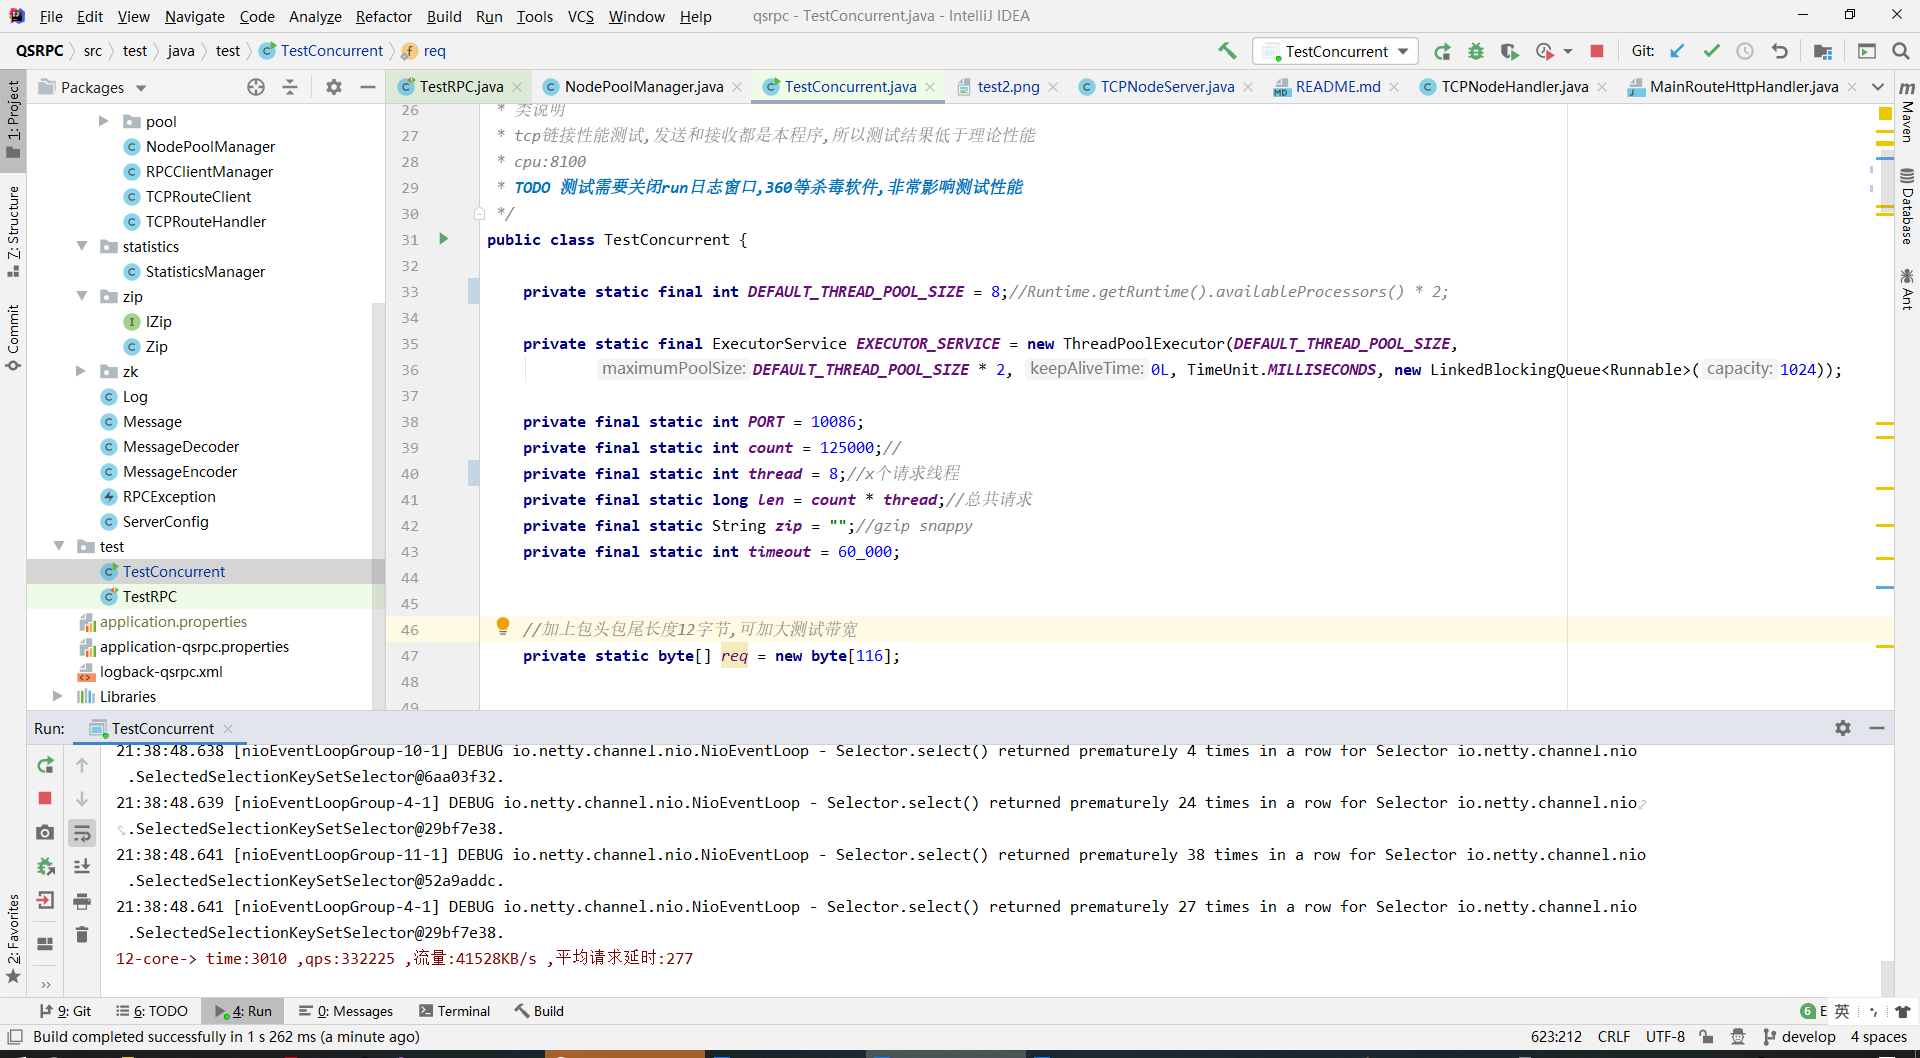 File Edit View Navigate Code Analyze Refactor Build Run Tools VCS Window Help qsrpc - TestConcurrent.java - IntelliJ IDEA
QSRPC src test java test TestConcurrent req TestConcurrent Git:
Packages
TestRPC.java NodePoolManager.java TestConcurrent.java test2.png TCPNodeServer.java README.md TCPNodeHandler.java MainRouteHttpHandler.java
1: Project
Z: Structure
Commit
2: Favorites
Maven
Database
Ant
pool
NodePoolManager
RPCClientManager
TCPRouteClient
TCPRouteHandler
statistics
StatisticsManager
zip
IZip
Zip
zk
Log
Message
MessageDecoder
MessageEncoder
RPCException
ServerConfig
test
TestConcurrent
TestRPC
application.properties
application-qsrpc.properties
logback-qsrpc.xml
Libraries
26 * 类说明
27 * tcp链接性能测试,发送和接收都是本程序,所以测试结果低于理论性能
28 * cpu:8100
29 * TODO 测试需要关闭run日志窗口,360等杀毒软件,非常影响测试性能
30 */
31 public class TestConcurrent {
32
33 private static final int DEFAULT_THREAD_POOL_SIZE = 8;//Runtime.getRuntime().availableProcessors() * 2;
34
35 private static final ExecutorService EXECUTOR_SERVICE = new ThreadPoolExecutor(DEFAULT_THREAD_POOL_SIZE,
36 maximumPoolSize: DEFAULT_THREAD_POOL_SIZE * 2, keepAliveTime: 0L, TimeUnit.MILLISECONDS, new LinkedBlockingQueue<Runnable>( capacity: 1024));
37
38 private final static int PORT = 10086;
39 private final static int count = 125000;//
40 private final static int thread = 8;//x个请求线程
41 private final static long len = count * thread;//总共请求
42 private final static String zip = "";//gzip snappy
43 private final static int timeout = 60_000;
44
45
46 //加上包头包尾长度12字节,可加大测试带宽
47 private static byte[] req = new byte[116];
48
49
Run: TestConcurrent
21:38:48.638 [nioEventLoopGroup-10-1] DEBUG io.netty.channel.nio.NioEventLoop - Selector.select() returned prematurely 4 times in a row for Selector io.netty.channel.nio
.SelectedSelectionKeySetSelector@6aa03f32.
21:38:48.639 [nioEventLoopGroup-4-1] DEBUG io.netty.channel.nio.NioEventLoop - Selector.select() returned prematurely 24 times in a row for Selector io.netty.channel.nio
.SelectedSelectionKeySetSelector@29bf7e38.
21:38:48.641 [nioEventLoopGroup-11-1] DEBUG io.netty.channel.nio.NioEventLoop - Selector.select() returned prematurely 38 times in a row for Selector io.netty.channel.nio
.SelectedSelectionKeySetSelector@52a9addc.
21:38:48.641 [nioEventLoopGroup-4-1] DEBUG io.netty.channel.nio.NioEventLoop - Selector.select() returned prematurely 27 times in a row for Selector io.netty.channel.nio
.SelectedSelectionKeySetSelector@29bf7e38.
12-core-> time:3010 ,qps:332225 ,流量:41528KB/s ,平均请求延时:277
9: Git 6: TODO 4: Run 0: Messages Terminal Build 6 E 英
Build completed successfully in 1 s 262 ms (a minute ago) 623:212 CRLF UTF-8 develop 4 spaces